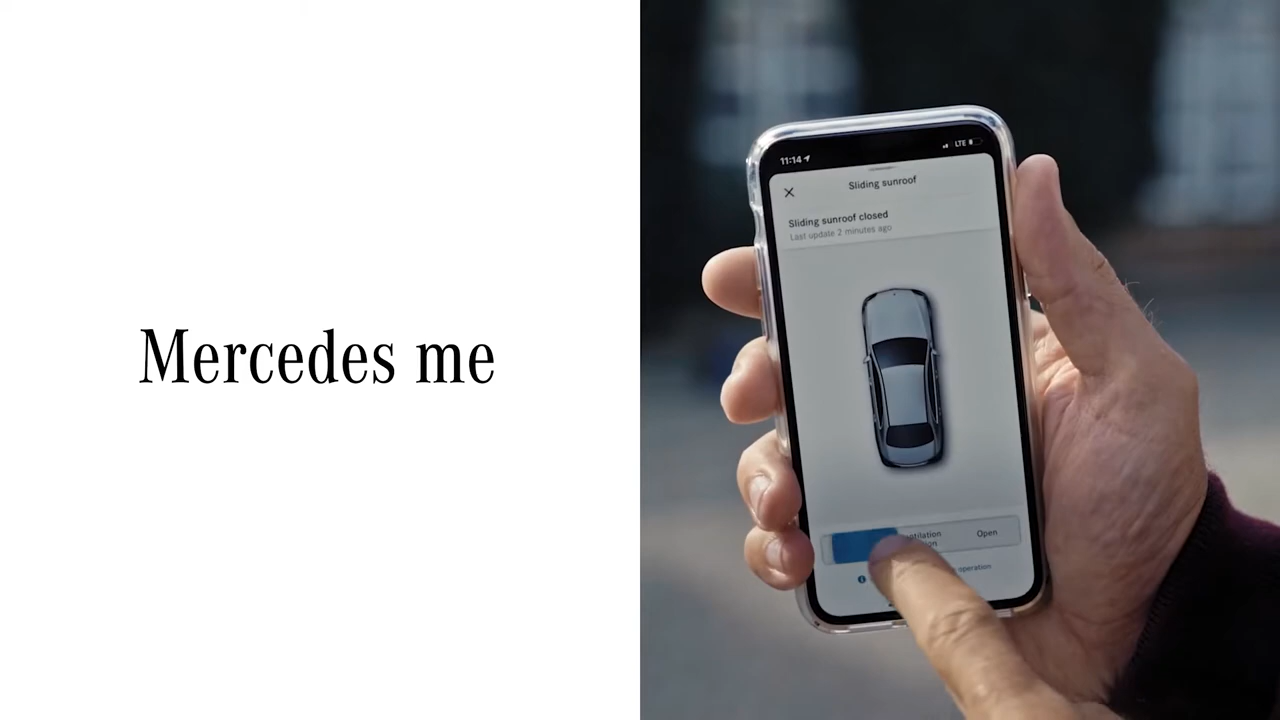 Mercedes me
11:14
LTE
Sliding sunroof
Sliding sunroof closed
Last update 2 minutes ago
Open
operation